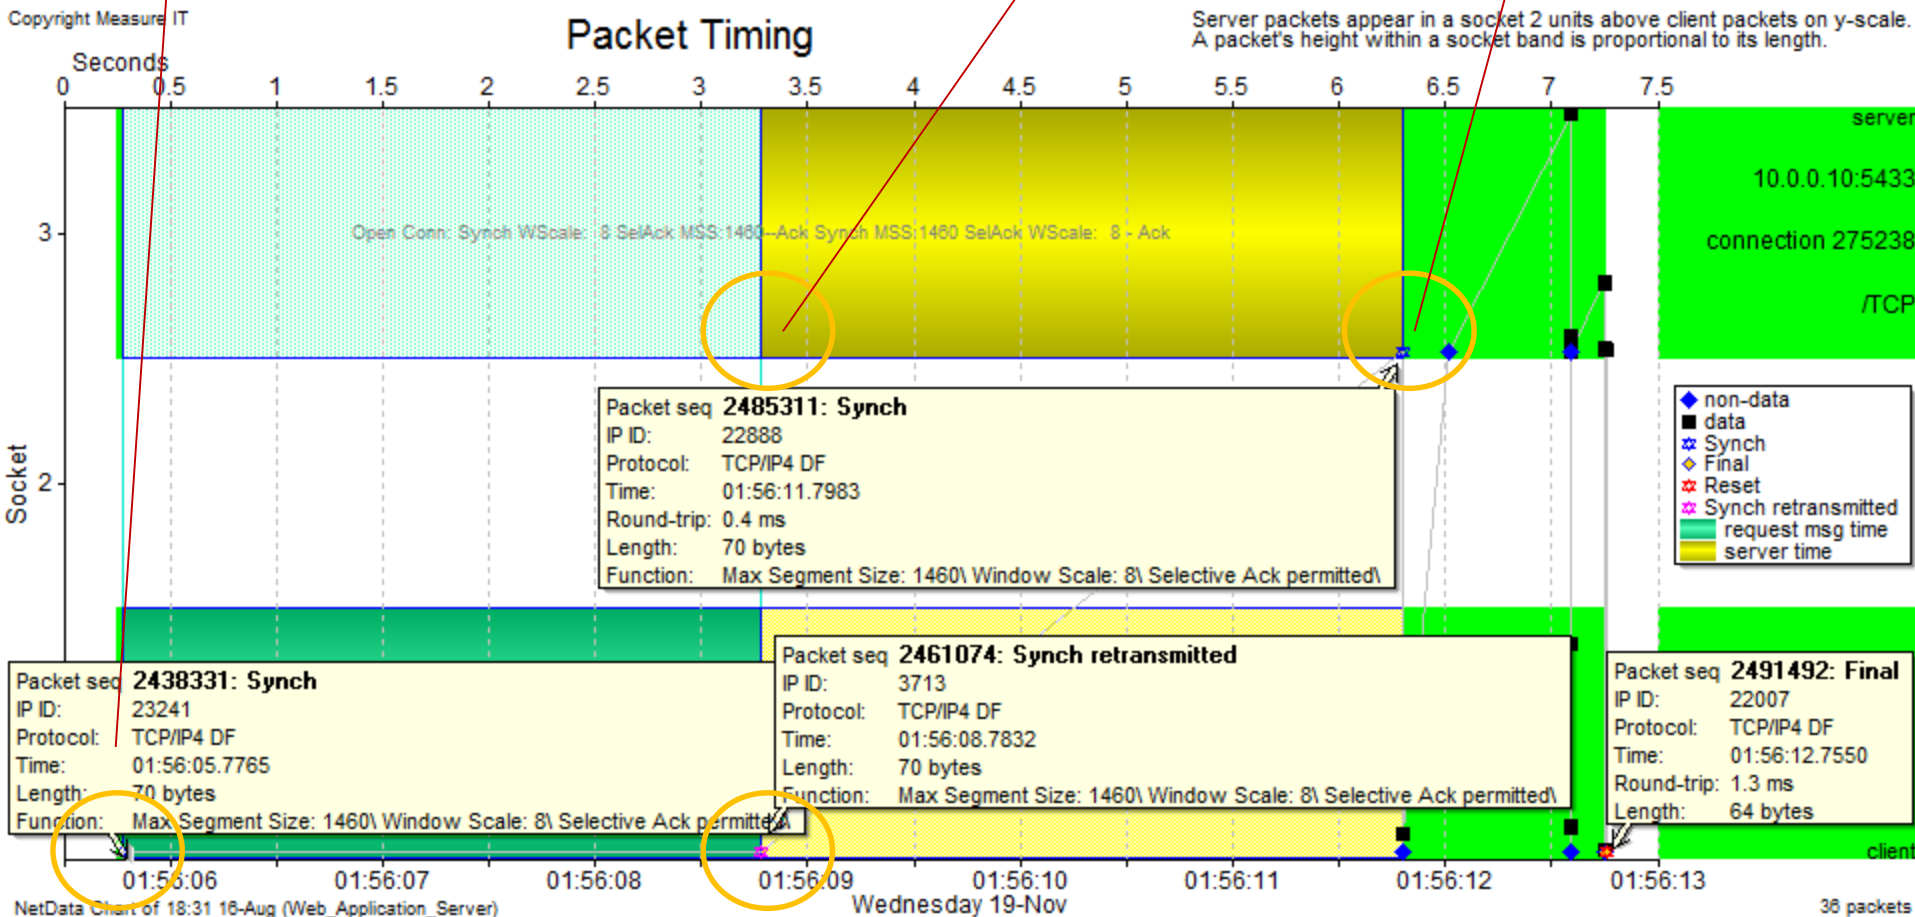 Copyright Measure IT
Packet Timing
Server packets appear in a socket 2 units above client packets on y-scale.
A packet's height within a socket band is proportional to its length.
Seconds
0 0.5 1 1.5 2 2.5 3 3.5 4 4.5 5 5.5 6 6.5 7 7.5
server
10.0.0.10:5433
connection 275238
/TCP
3
Open Conn: Synch WScale: 8 SelAck MSS:1460--Ack Synch MSS:1460 SelAck WScale: 8 - Ack
Socket
2
Packet seq 2485311: Synch
IP ID: 22888
Protocol: TCP/IP4 DF
Time: 01:56:11.7983
Round-trip: 0.4 ms
Length: 70 bytes
Function: Max Segment Size: 1460\ Window Scale: 8\ Selective Ack permitted\
non-data
data
Synch
Final
Reset
Synch retransmitted
request msg time
server time
Packet seq 2438331: Synch
IP ID: 23241
Protocol: TCP/IP4 DF
Time: 01:56:05.7765
Length: 70 bytes
Function: Max Segment Size: 1460\ Window Scale: 8\ Selective Ack permitted\
Packet seq 2461074: Synch retransmitted
IP ID: 3713
Protocol: TCP/IP4 DF
Time: 01:56:08.7832
Length: 70 bytes
Function: Max Segment Size: 1460\ Window Scale: 8\ Selective Ack permitted\
Packet seq 2491492: Final
IP ID: 22007
Protocol: TCP/IP4 DF
Time: 01:56:12.7550
Round-trip: 1.3 ms
Length: 64 bytes
client
01:56:06 01:56:07 01:56:08 01:56:09 01:56:10 01:56:11 01:56:12 01:56:13
Wednesday 19-Nov
NetData Chart of 18:31 16-Aug (Web_Application_Server)
36 packets